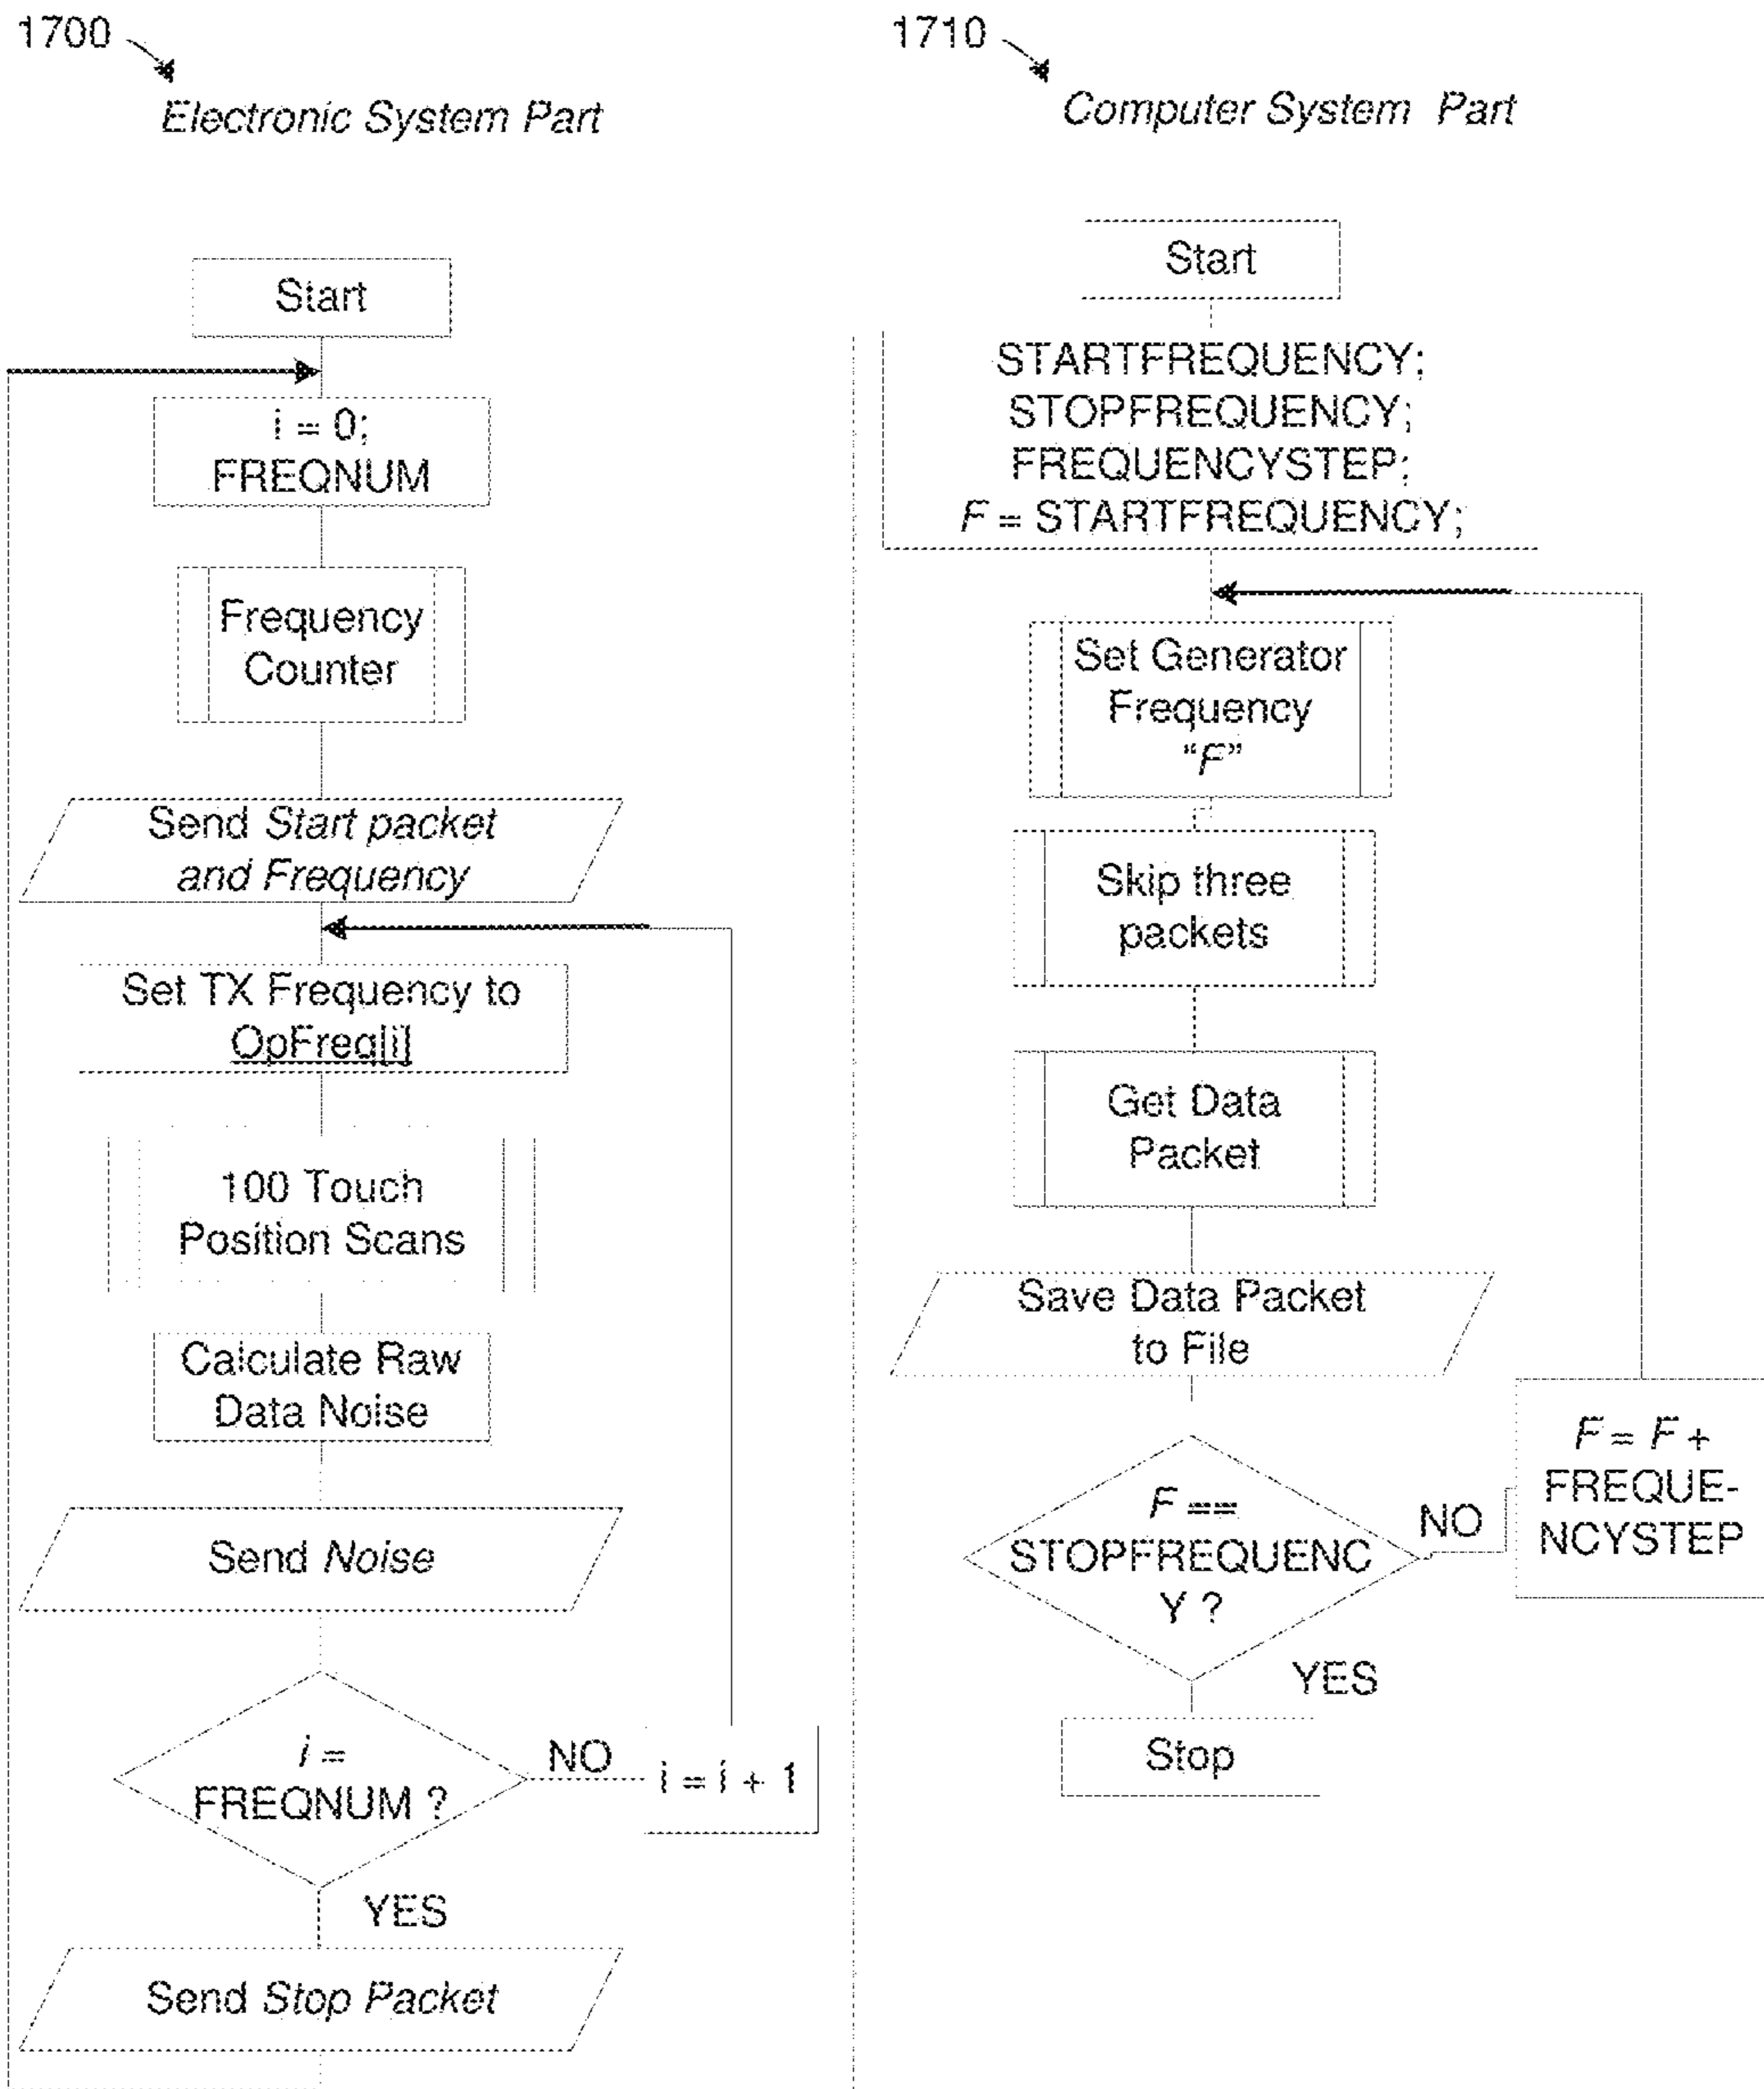 1700
Electronic System Part
Start
i = 0;
FREQNUM
Frequency
Counter
Send Start packet
and Frequency
Set TX Frequency to
OpFreq[i]
100 Touch
Position Scans
Calculate Raw
Data Noise
Send Noise
i =
FREQNUM ?
NO
i = i + 1
YES
Send Stop Packet
1710
Computer System Part
Start
STARTFREQUENCY;
STOPFREQUENCY;
FREQUENCYSTEP;
F = STARTFREQUENCY;
Set Generator
Frequency
“F”
Skip three
packets
Get Data
Packet
Save Data Packet
to File
F ==
STOPFREQUENC
Y ?
NO
F = F +
FREQUE-
NCYSTEP
YES
Stop